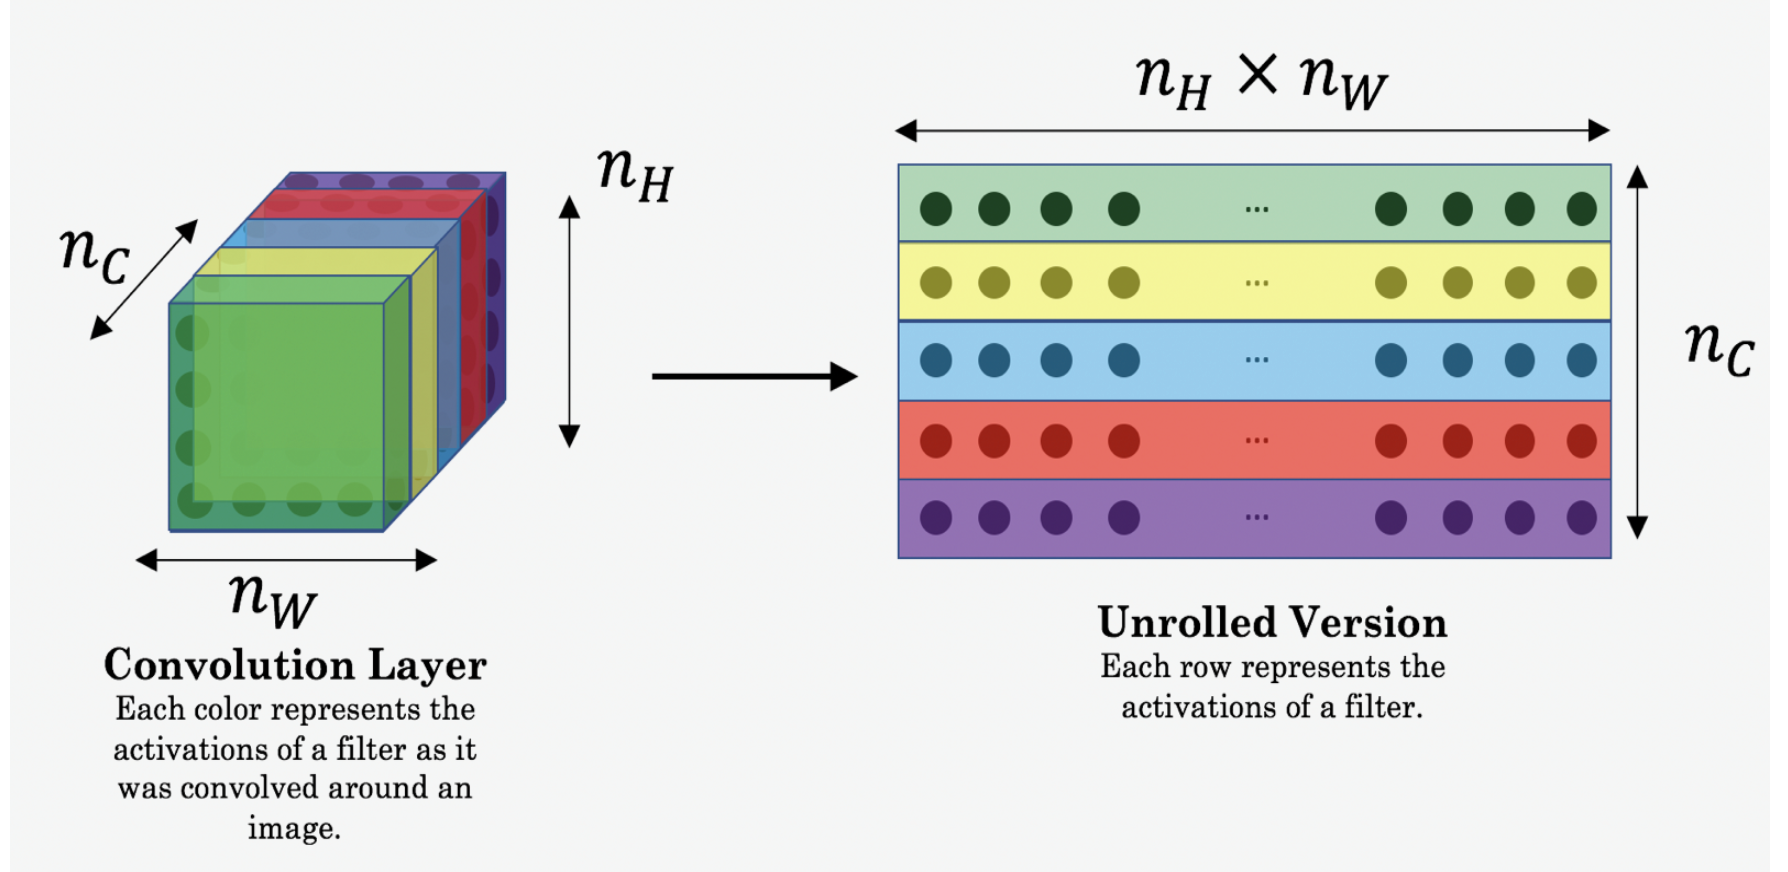 n_C
n_H
n_W
Convolution Layer
Each color represents the
activations of a filter as it
was convolved around an
image.
n_H × n_W
...
...
...
...
...
n_C
Unrolled Version
Each row represents the
activations of a filter.